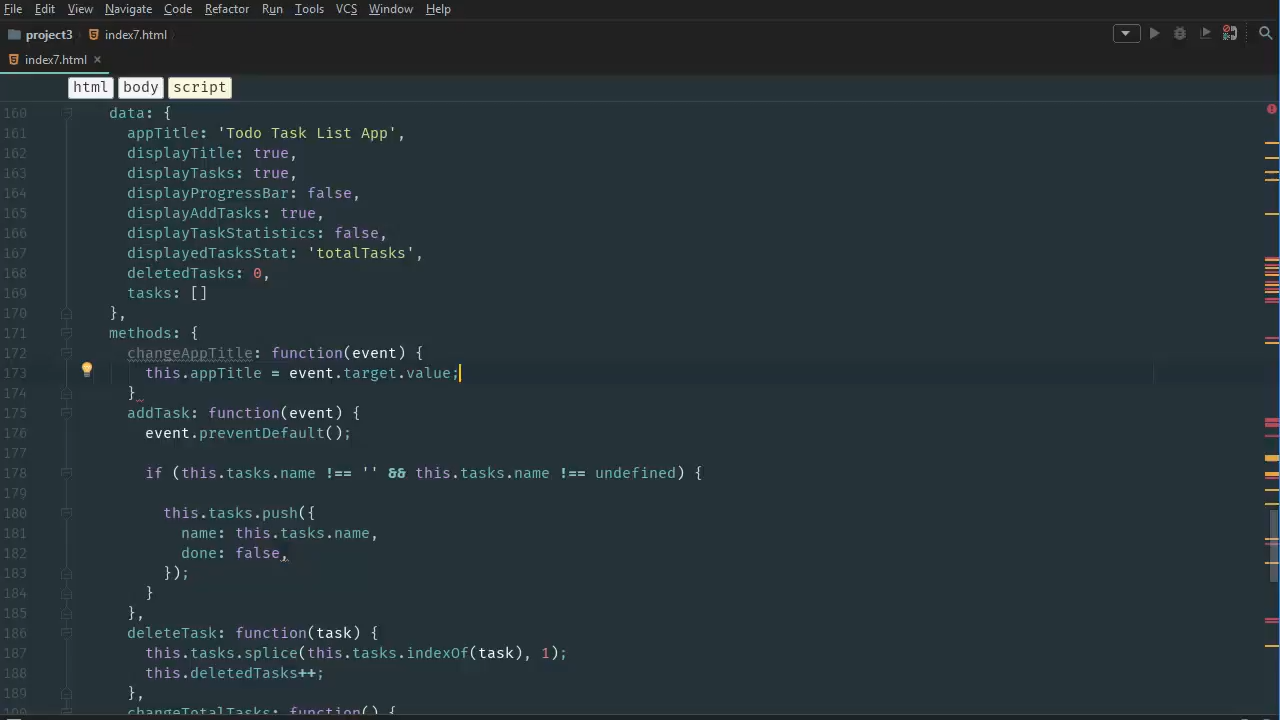 File Edit View Navigate Code Refactor Run Tools VCS Window Help
project3 index7.html
index7.html ×
html body script
160 data: {
161 appTitle: 'Todo Task List App',
162 displayTitle: true,
163 displayTasks: true,
164 displayProgressBar: false,
165 displayAddTasks: true,
166 displayTaskStatistics: false,
167 displayedTasksStat: 'totalTasks',
168 deletedTasks: 0,
169 tasks: []
170 },
171 methods: {
172 changeAppTitle: function(event) {
173 this.appTitle = event.target.value;
174 }
175 addTask: function(event) {
176 event.preventDefault();
177
178 if (this.tasks.name !== '' && this.tasks.name !== undefined) {
179
180 this.tasks.push({
181 name: this.tasks.name,
182 done: false,
183 });
184 }
185 },
186 deleteTask: function(task) {
187 this.tasks.splice(this.tasks.indexOf(task), 1);
188 this.deletedTasks++;
189 },
190 changeTotalTasks: function() {